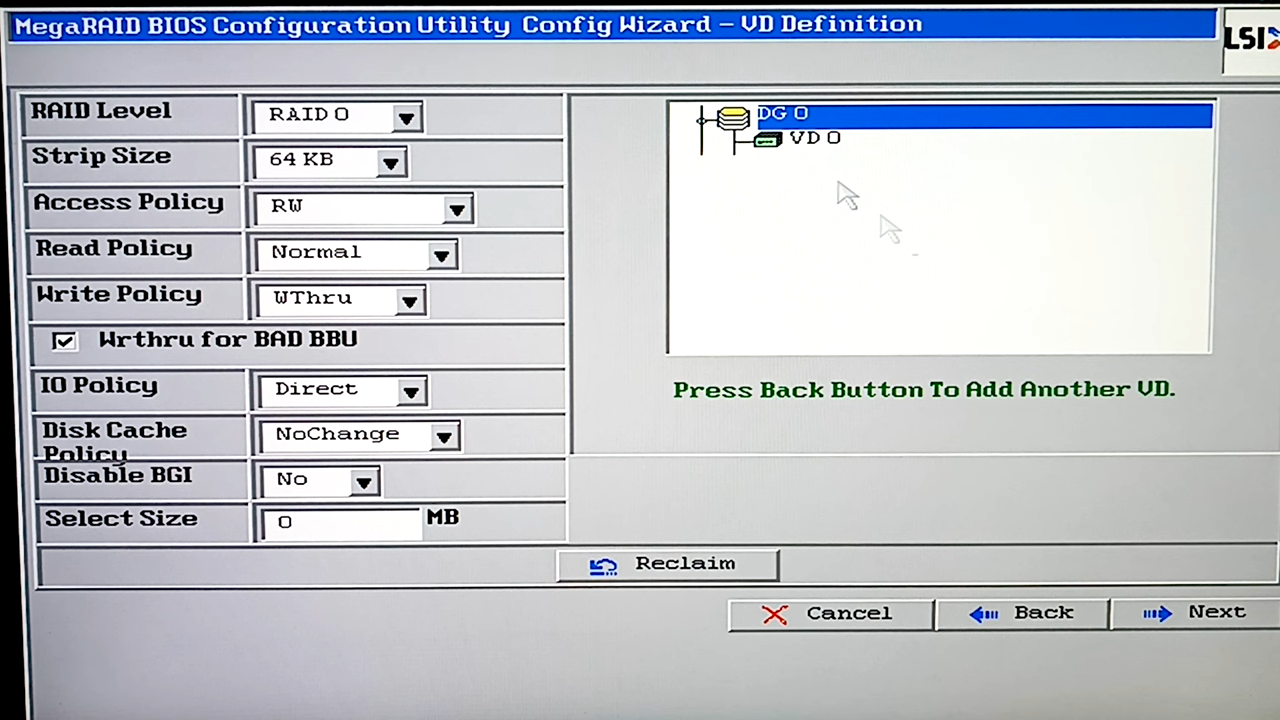 MegaRAID BIOS Configuration Utility Config Wizard – VD Definition
LSI
RAID Level RAID 0
Strip Size 64 KB
Access Policy RW
Read Policy Normal
Write Policy WThru
Wrthru for BAD BBU
IO Policy Direct
Disk Cache Policy NoChange
Disable BGI No
Select Size 0 MB
DG 0
VD 0
Press Back Button To Add Another VD.
Reclaim
Cancel Back Next